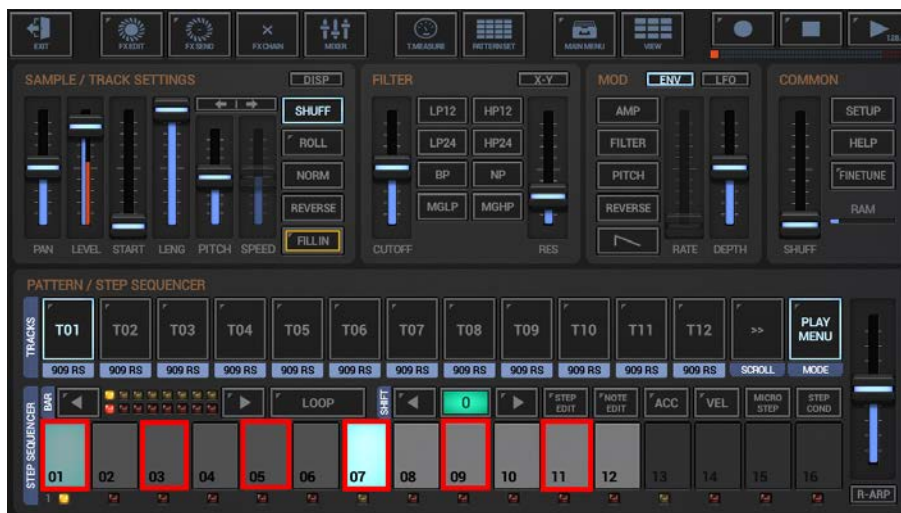 EXIT FX EDIT FX SEND FX CHAIN MIXER T.MEASURE PATTERN SET MAIN MENU VIEW 128.
SAMPLE / TRACK SETTINGS DISP FILTER X-Y MOD ENV LFO COMMON
SHUFF LP12 HP12 AMP SETUP
ROLL LP24 HP24 FILTER HELP
NORM BP NP PITCH FINETUNE
REVERSE MGLP MGHP REVERSE RAM
FILL IN
PAN LEVEL START LENG PITCH SPEED CUTOFF RES RATE DEPTH SHUFF
PATTERN / STEP SEQUENCER
TRACKS T01 T02 T03 T04 T05 T06 T07 T08 T09 T10 T11 T12 >> PLAY MENU
909 RS 909 RS 909 RS 909 RS 909 RS 909 RS 909 RS 909 RS 909 RS 909 RS 909 RS 909 RS SCROLL MODE
STEP SEQUENCER BAR LOOP SHIFT 0 STEP EDIT NOTE EDIT ACC VEL MICRO STEP STEP COND
01 02 03 04 05 06 07 08 09 10 11 12 13 14 15 16
1 R-ARP